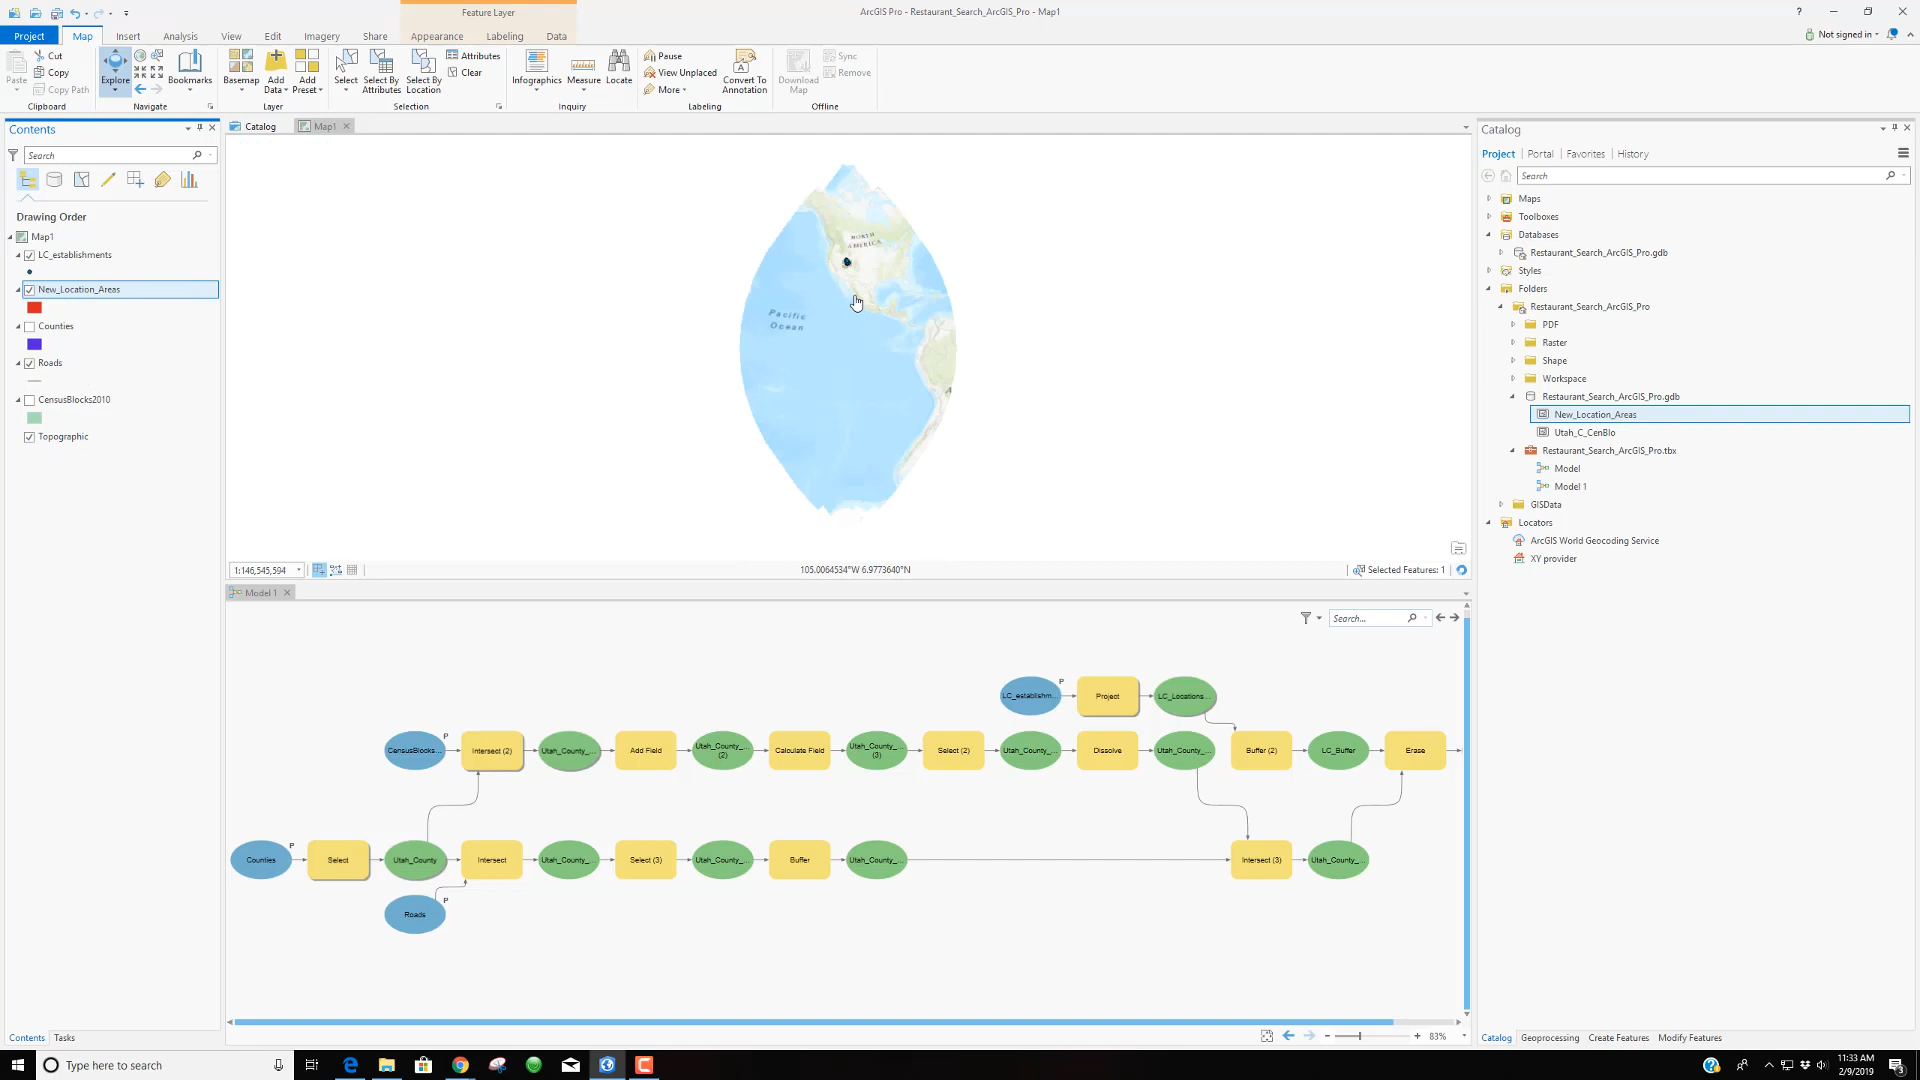 Feature Layer
ArcGIS Pro - Restaurant_Search_ArcGIS_Pro - Map1
?
Project Map Insert Analysis View Edit Imagery Share Appearance Labeling Data
Not signed in
Paste Cut Copy Copy Path
Explore Bookmarks
Basemap Add Data Add Preset
Select Select By Attributes Select By Location Attributes Clear
Infographics Measure Locate
Pause View Unplaced More Convert To Annotation
Download Map Sync Remove
Clipboard Navigate Layer Selection Inquiry Labeling Offline
Contents
Search
Drawing Order
Map1
LC_establishments
New_Location_Areas
Counties
Roads
CensusBlocks2010
Topographic
Contents Tasks
Catalog Map1
NORTH
AMERICA
Pacific
Ocean
1:146,545,594
105.0064534°W 6.9773640°N
Selected Features: 1
Model 1
Search...
LC_establishm... P Project LC_Locations...
CensusBlocks... P Intersect (2) Utah_County_... Add Field Utah_County_... (2) Calculate Field Utah_County_... (3) Select (2) Utah_County_... Dissolve Utah_County_... Buffer (2) LC_Buffer Erase
Counties P Select Utah_County Intersect Utah_County_... Select (3) Utah_County_... Buffer Utah_County_... Intersect (3) Utah_County_...
Roads P
83%
Catalog
Project Portal Favorites History
Search
Maps
Toolboxes
Databases
Restaurant_Search_ArcGIS_Pro.gdb
Styles
Folders
Restaurant_Search_ArcGIS_Pro
PDF
Raster
Shape
Workspace
Restaurant_Search_ArcGIS_Pro.gdb
New_Location_Areas
Utah_C_CenBlo
Restaurant_Search_ArcGIS_Pro.tbx
Model
Model 1
GISData
Locators
ArcGIS World Geocoding Service
XY provider
Catalog Geoprocessing Create Features Modify Features
Type here to search
11:33 AM
2/9/2019
3